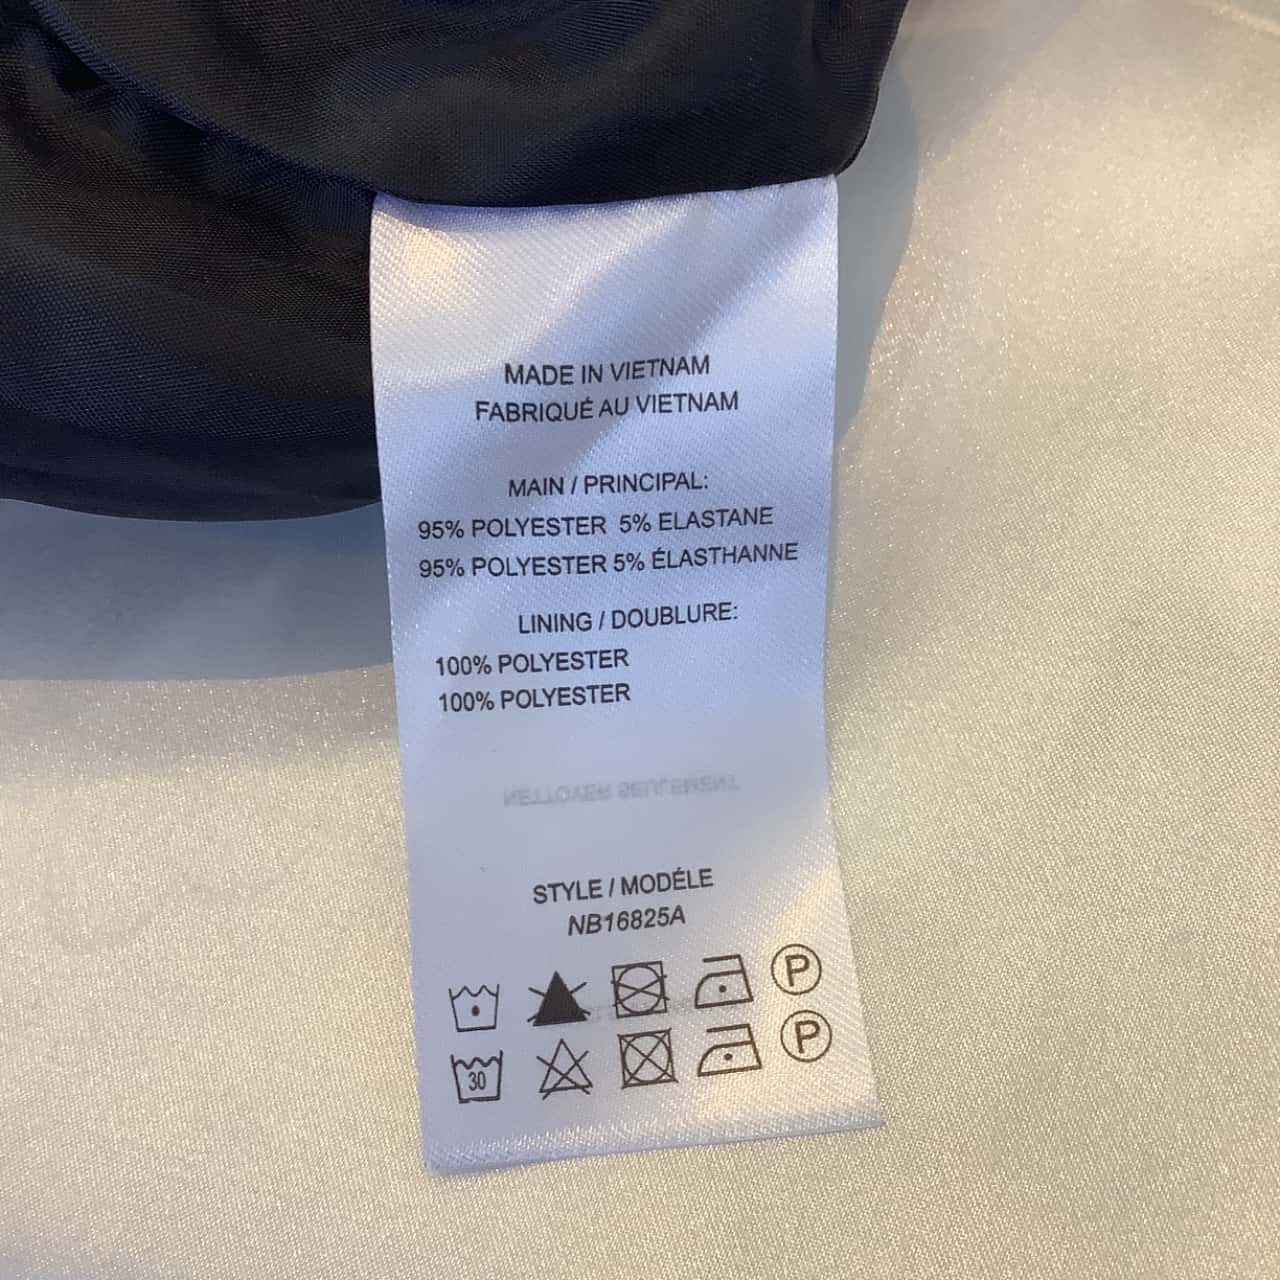 MADE IN VIETNAM
FABRIQUÉ AU VIETNAM
MAIN / PRINCIPAL:
95% POLYESTER 5% ELASTANE
95% POLYESTER 5% ÉLASTHANNE
LINING / DOUBLURE:
100% POLYESTER
100% POLYESTER
STYLE / MODÉLE
NB16825A
P
30
P